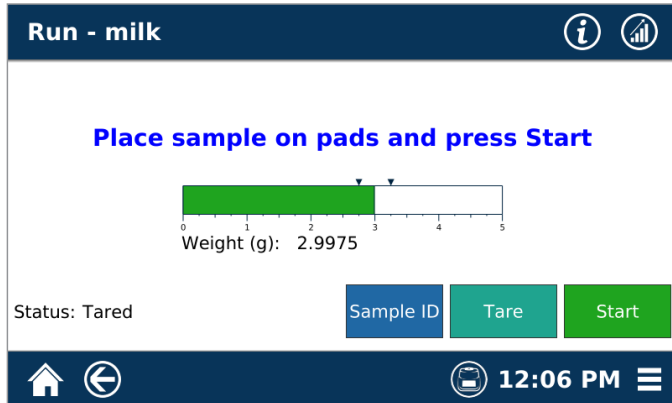 Run - milk
Place sample on pads and press Start
0 1 2 3 4 5
Weight (g): 2.9975
Status: Tared
Sample ID
Tare
Start
12:06 PM